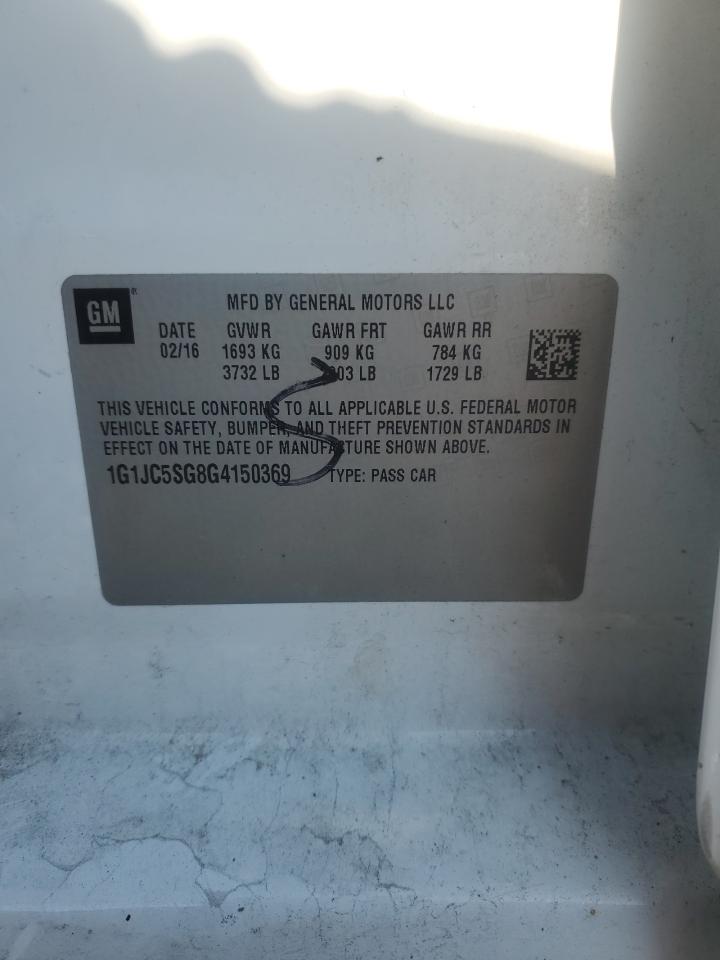 GM
MFD BY GENERAL MOTORS LLC
DATE GVWR GAWR FRT GAWR RR
02/16 1693 KG 909 KG 784 KG
3732 LB LB 1729 LB
THIS VEHICLE CONFORMS TO ALL APPLICABLE U.S. FEDERAL MOTOR
VEHICLE SAFETY, BUMPER, AND THEFT PREVENTION STANDARDS IN
EFFECT ON THE DATE OF MANUFACTURE SHOWN ABOVE.
1G1JC5SG8G4150369 TYPE: PASS CAR